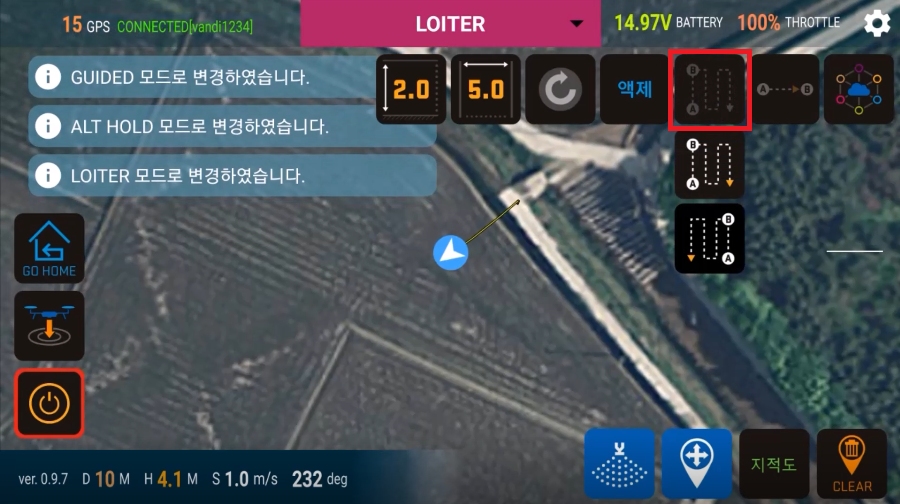 15 GPS CONNECTED[vandi1234]
LOITER
14.97V BATTERY 100% THROTTLE
GUIDED 모드로 변경하였습니다.
ALT HOLD 모드로 변경하였습니다.
LOITER 모드로 변경하였습니다.
2.0
5.0
액제
B
A
A B
B
A
B
A
GO HOME
지적도
CLEAR
ver. 0.9.7 D 10 M H 4.1 M S 1.0 m/s 232 deg